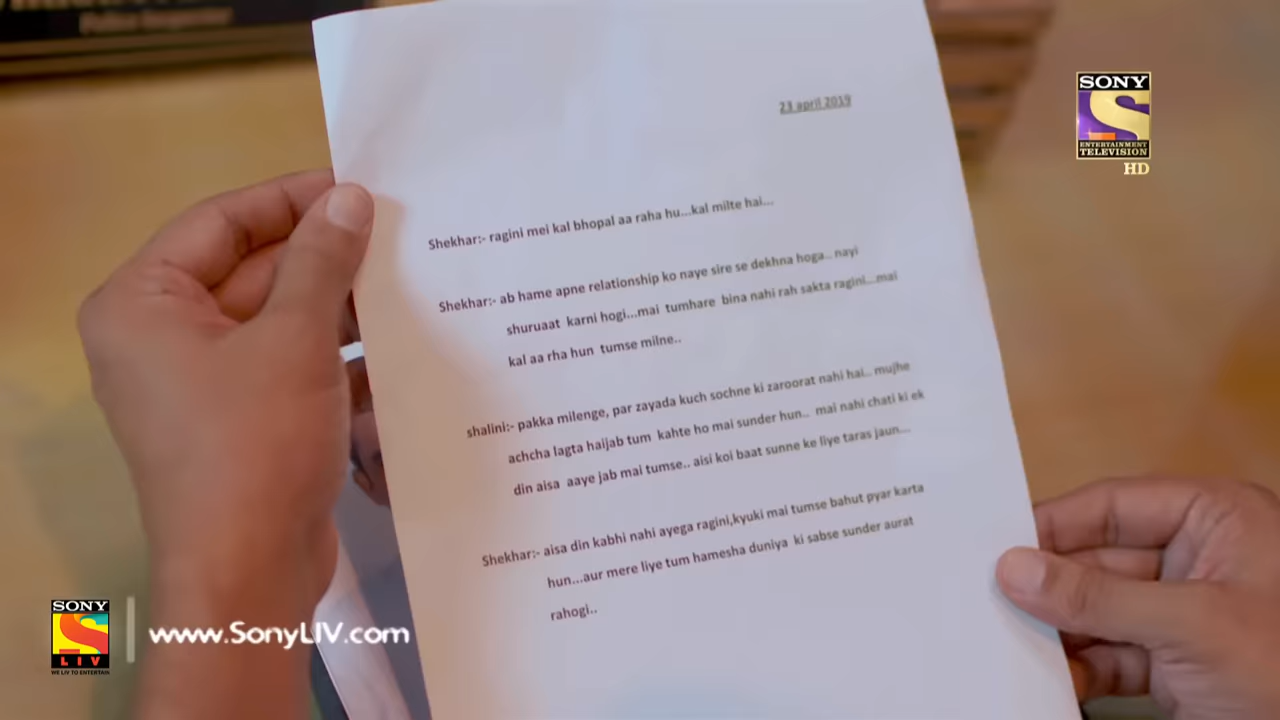 SONY
ENTERTAINMENT
TELEVISION
HD
23 april 2019
Shekhar:- ragini mei kal bhopal aa raha hu...kal milte hai...
Shekhar:- ab hame apne relationship ko naye sire se dekhna hoga.. nayi
shuruaat karni hogi...mai tumhare bina nahi rah sakta ragini...mai
kal aa rha hun tumse milne..
shalini:- pakka milenge, par zayada kuch sochne ki zaroorat nahi hai.. mujhe
achcha lagta haijab tum kahte ho mai sunder hun.. mai nahi chati ki ek
din aisa aaye jab mai tumse.. aisi koi baat sunne ke liye taras jaun...
Shekhar:- aisa din kabhi nahi ayega ragini,kyuki mai tumse bahut pyar karta
hun...aur mere liye tum hamesha duniya ki sabse sunder aurat
rahogi..
SONY
LIV
WE LIV TO ENTERTAIN
www.SonyLIV.com